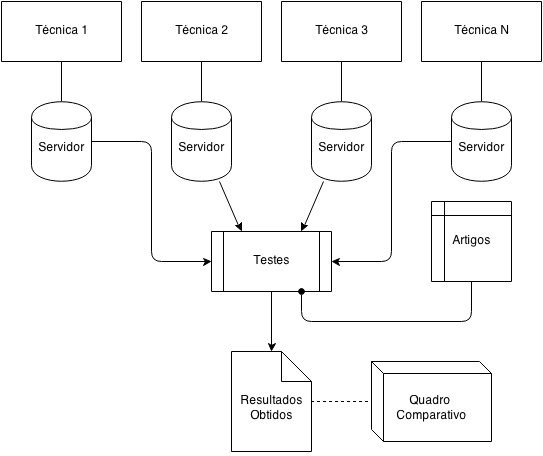 Técnica 1
Técnica 2
Técnica 3
Técnica N
Servidor
Servidor
Servidor
Servidor
Artigos
Testes
Resultados
Obtidos
Quadro
Comparativo